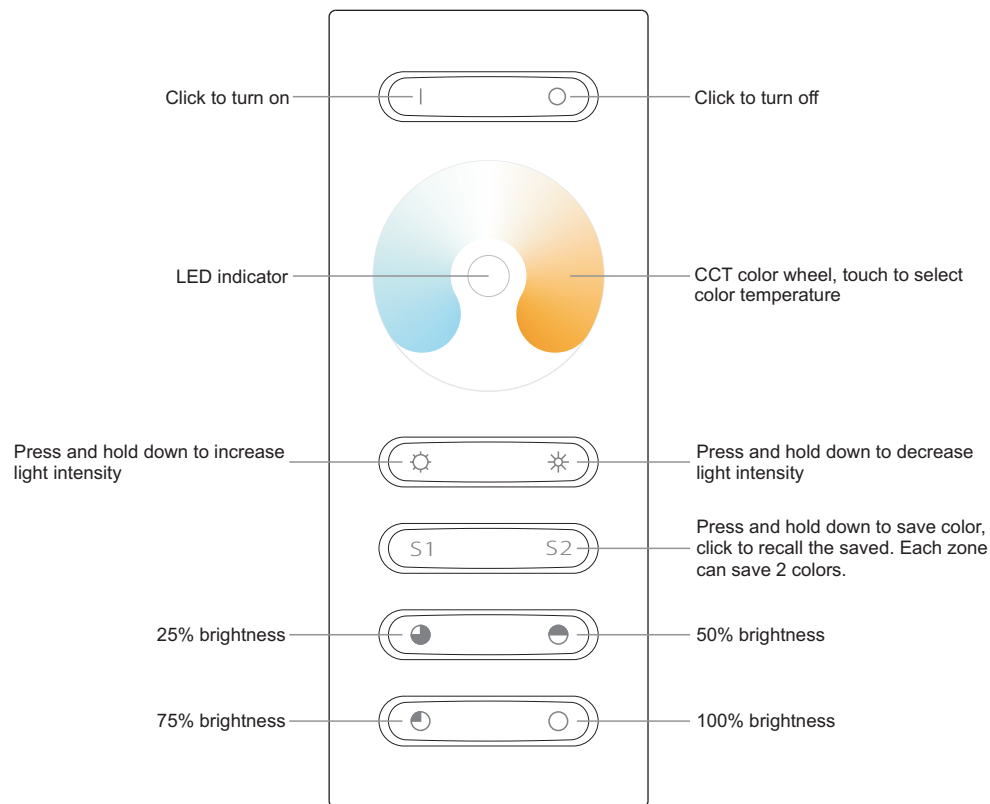 Click to turn on
Click to turn off
LED indicator
CCT color wheel, touch to select
color temperature
Press and hold down to increase
light intensity
Press and hold down to decrease
light intensity
S1
S2
Press and hold down to save color,
click to recall the saved. Each zone
can save 2 colors.
25% brightness
50% brightness
75% brightness
100% brightness